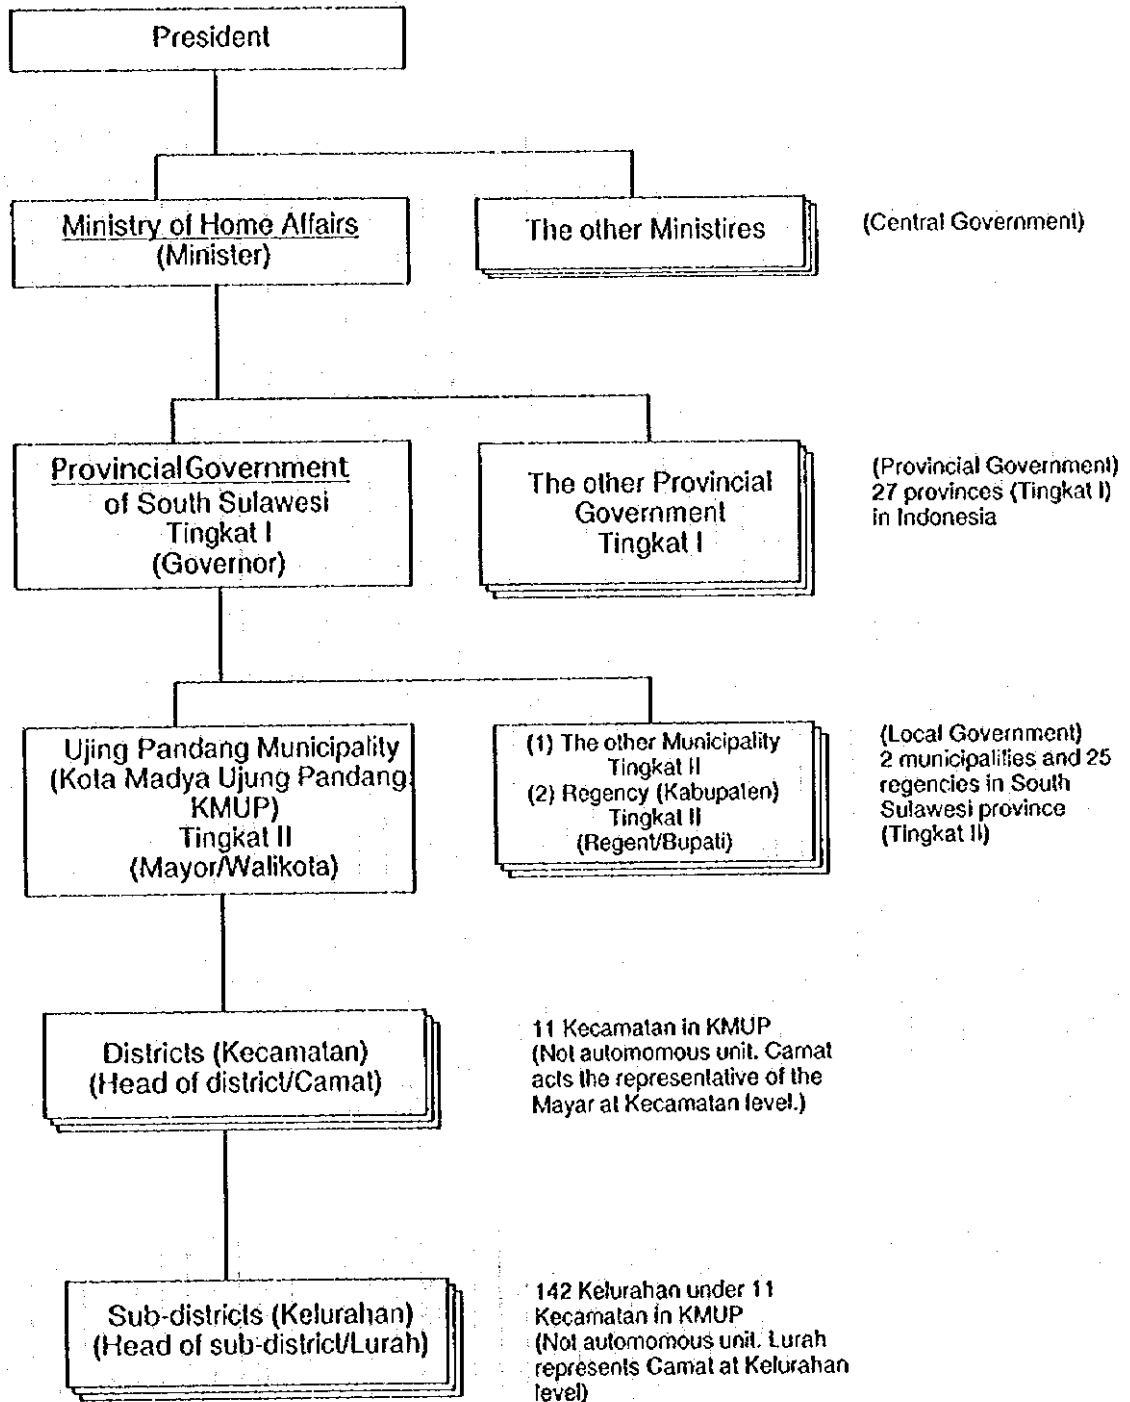 President
Ministry of Home Affairs
(Minister)
The other Ministires
(Central Government)
Provincial Government
of South Sulawesi
Tingkat I
(Governor)
The other Provincial
Government
Tingkat I
(Provincial Government)
27 provinces (Tingkat I)
in Indonesia
Ujing Pandang Municipality
(Kota Madya Ujung Pandang:
KMUP)
Tingkat II
(Mayor/Walikota)
(1) The other Municipality
Tingkat II
(2) Regency (Kabupaten)
Tingkat II
(Regent/Bupati)
(Local Government)
2 municipalities and 25
regencies in South
Sulawesi province
(Tingkat II)
Districts (Kecamatan)
(Head of district/Camat)
11 Kecamatan in KMUP
(Not automomous unit. Camat
acts the representative of the
Mayar at Kecamatan level.)
Sub-districts (Kelurahan)
(Head of sub-district/Lurah)
142 Kelurahan under 11
Kecamatan in KMUP
(Not automomous unit. Lurah
represents Camat at Kelurahan
level)